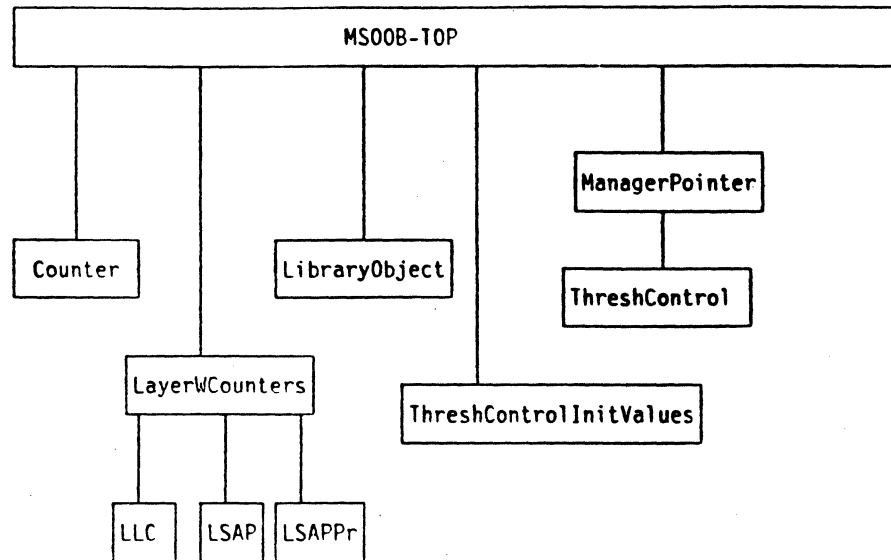 MSOOB-TOP
ManagerPointer
Counter
LibraryObject
ThreshControl
LayerWCounters
ThreshControlInitValues
LLC
LSAP
LSAPPr